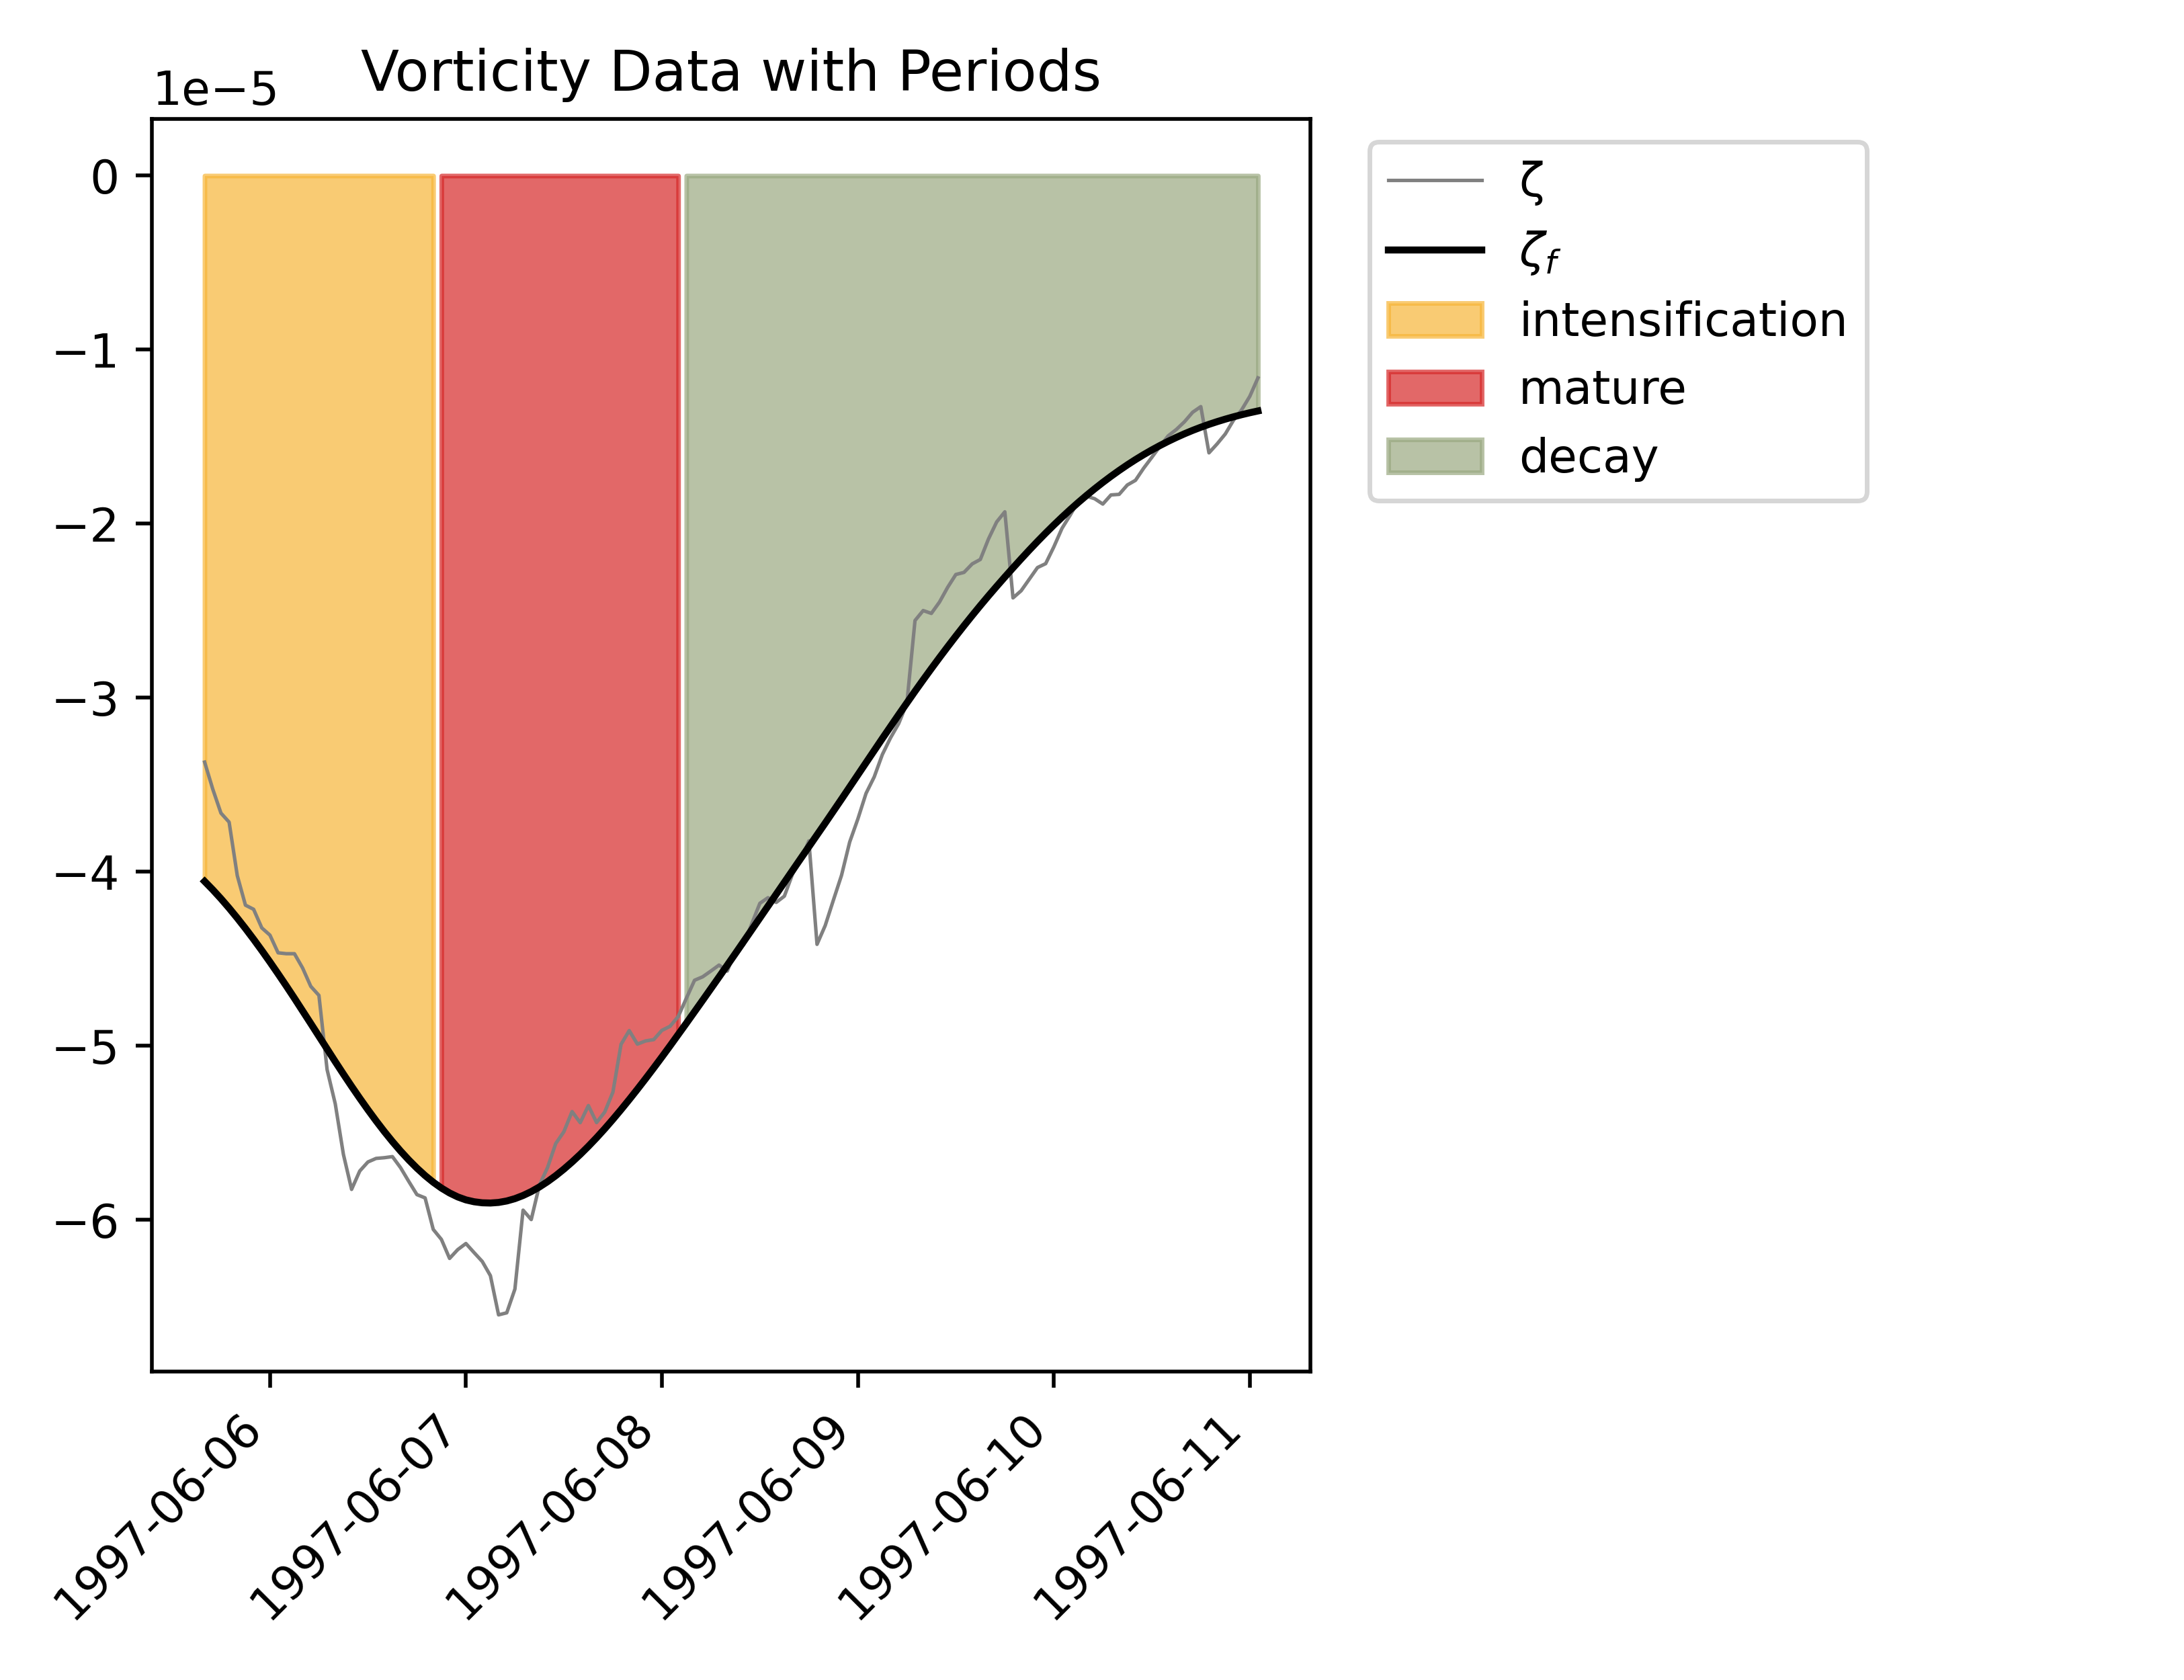 Vorticity Data with Periods
1e−5
0
−1
−2
−3
−4
−5
−6
1997-06-06
1997-06-07
1997-06-08
1997-06-09
1997-06-10
1997-06-11
ζ
ζf
intensification
mature
decay